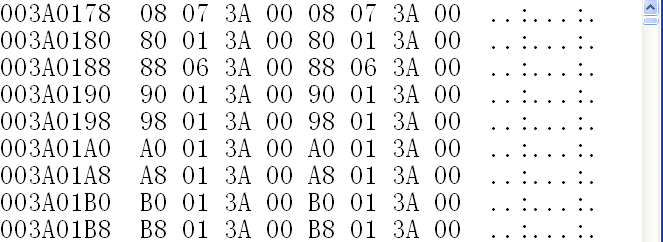 003A0178 08 07 3A 00 08 07 3A 00 ..:...:.
003A0180 80 01 3A 00 80 01 3A 00 ..:...:.
003A0188 88 06 3A 00 88 06 3A 00 ..:...:.
003A0190 90 01 3A 00 90 01 3A 00 ..:...:.
003A0198 98 01 3A 00 98 01 3A 00 ..:...:.
003A01A0 A0 01 3A 00 A0 01 3A 00 ..:...:.
003A01A8 A8 01 3A 00 A8 01 3A 00 ..:...:.
003A01B0 B0 01 3A 00 B0 01 3A 00 ..:...:.
003A01B8 B8 01 3A 00 B8 01 3A 00 ..:...:.